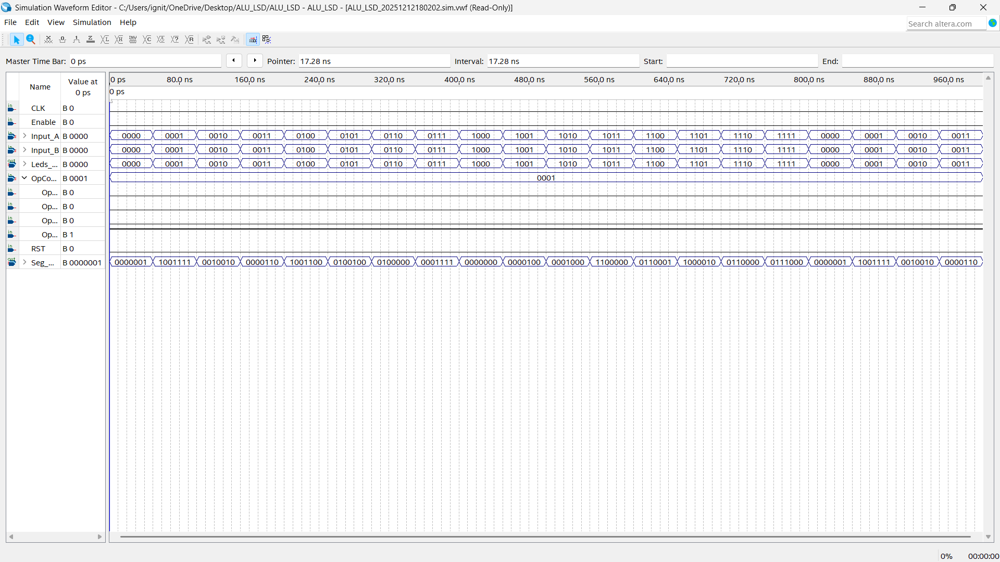 Simulation Waveform Editor - C:/Users/ignit/OneDrive/Desktop/ALU_LSD/ALU_LSD - ALU_LSD - [ALU_LSD_20251212180202.sim.vwf (Read-Only)]
File Edit View Simulation Help
Search altera.com
Master Time Bar: 0 ps Pointer: 17.28 ns Interval: 17.28 ns Start: End:
Name Value at 0 ps
0 ps 80.0 ns 160.0 ns 240.0 ns 320.0 ns 400.0 ns 480.0 ns 560.0 ns 640.0 ns 720.0 ns 800.0 ns 880.0 ns 960.0 ns
0 ps
CLK B 0
Enable B 0
Input_A B 0000 0000 0001 0010 0011 0100 0101 0110 0111 1000 1001 1010 1011 1100 1101 1110 1111 0000 0001 0010 0011
Input_B B 0000 0000 0001 0010 0011 0100 0101 0110 0111 1000 1001 1010 1011 1100 1101 1110 1111 0000 0001 0010 0011
Leds_... B 0000 0000 0001 0010 0011 0100 0101 0110 0111 1000 1001 1010 1011 1100 1101 1110 1111 0000 0001 0010 0011
OpCo... B 0001 0001
Op... B 0
Op... B 0
Op... B 0
Op... B 1
RST B 0
Seg_... B 0000001 0000001 1001111 0010010 0000110 1001100 0100100 0100000 0001111 0000000 0000100 0001000 1100000 0110001 1000010 0110000 0111000 0000001 1001111 0010010 0000110
0% 00:00:00